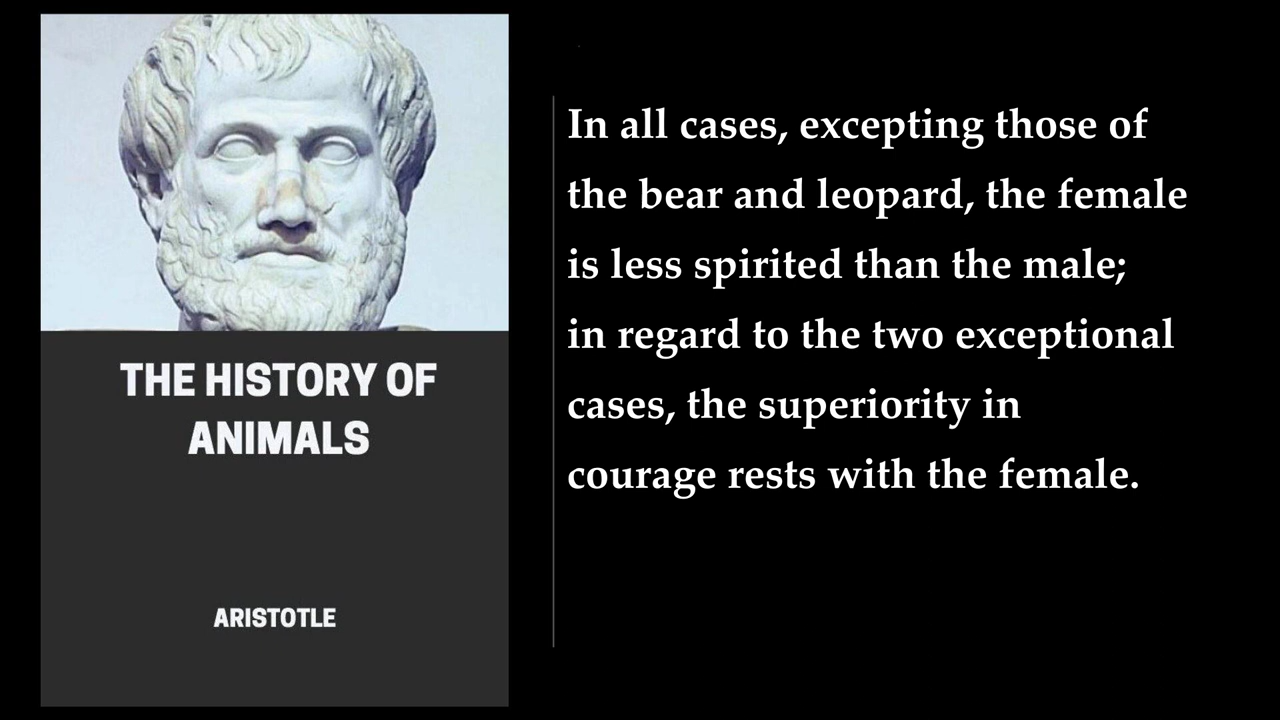 THE HISTORY OF
ANIMALS
ARISTOTLE
In all cases, excepting those of
the bear and leopard, the female
is less spirited than the male;
in regard to the two exceptional
cases, the superiority in
courage rests with the female.